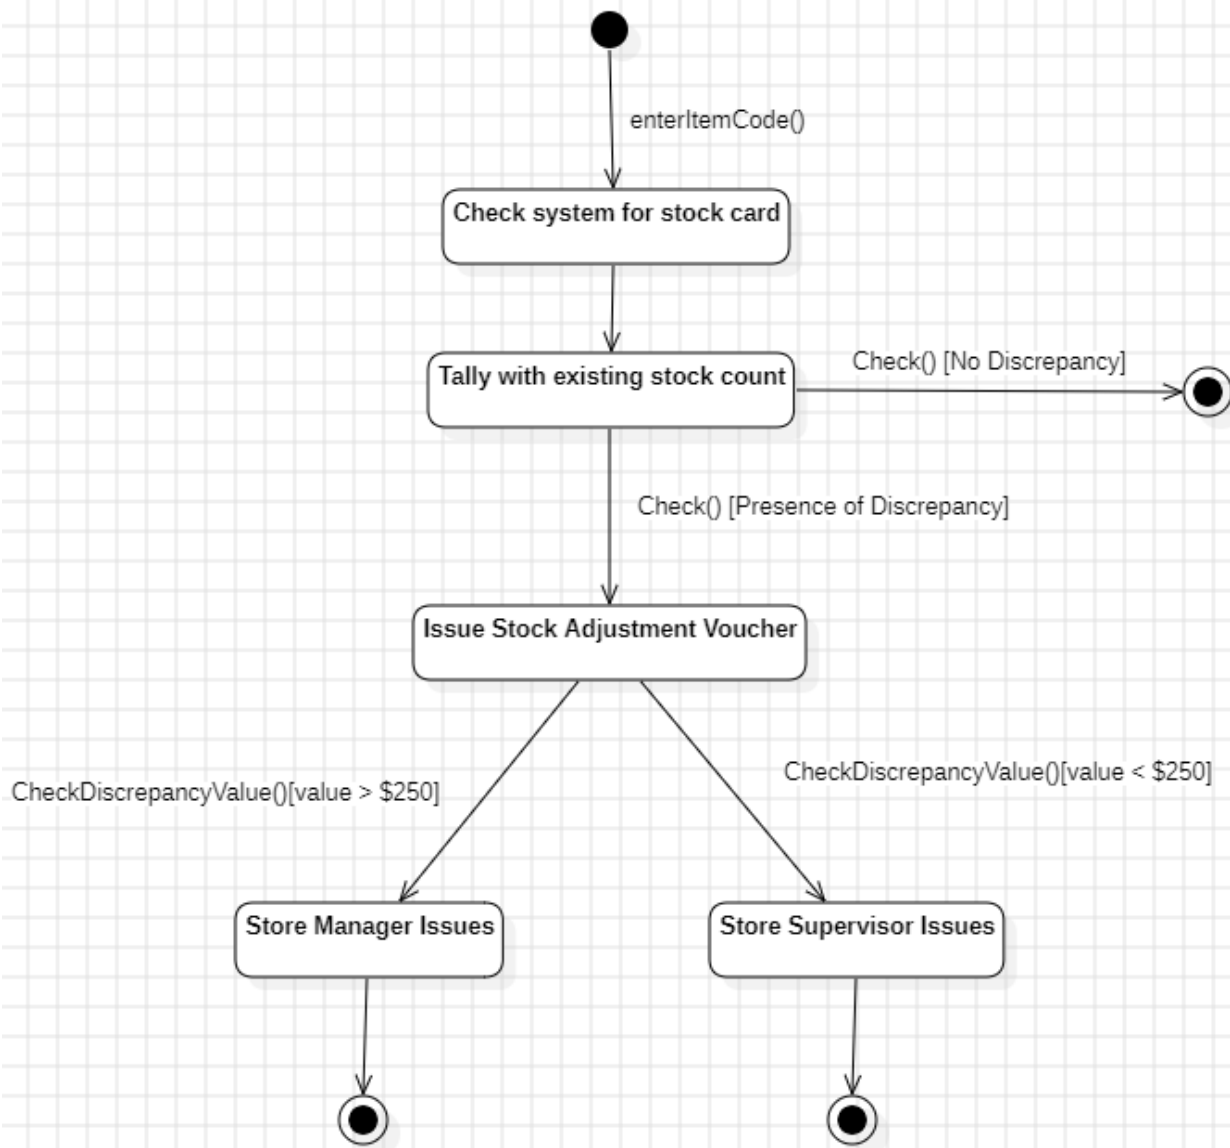 enterItemCode()
Check system for stock card
Tally with existing stock count
Check() [No Discrepancy]
Check() [Presence of Discrepancy]
Issue Stock Adjustment Voucher
CheckDiscrepancyValue()[value > $250]
CheckDiscrepancyValue()[value < $250]
Store Manager Issues
Store Supervisor Issues